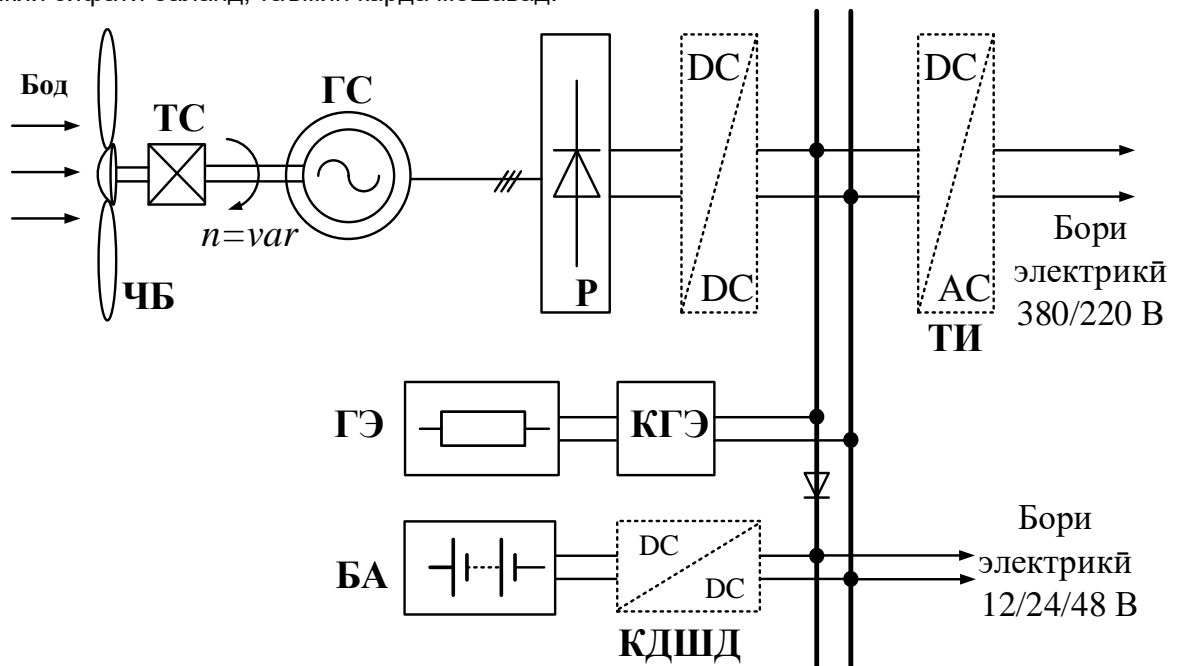 Бод
ТС
ГС
n=var
ЧБ
Р
DC
DC
DC
AC
ТИ
Бори
электрикӣ
380/220 В
ГЭ
КГЭ
БА
DC
DC
КДШД
Бори
электрикӣ
12/24/48 В